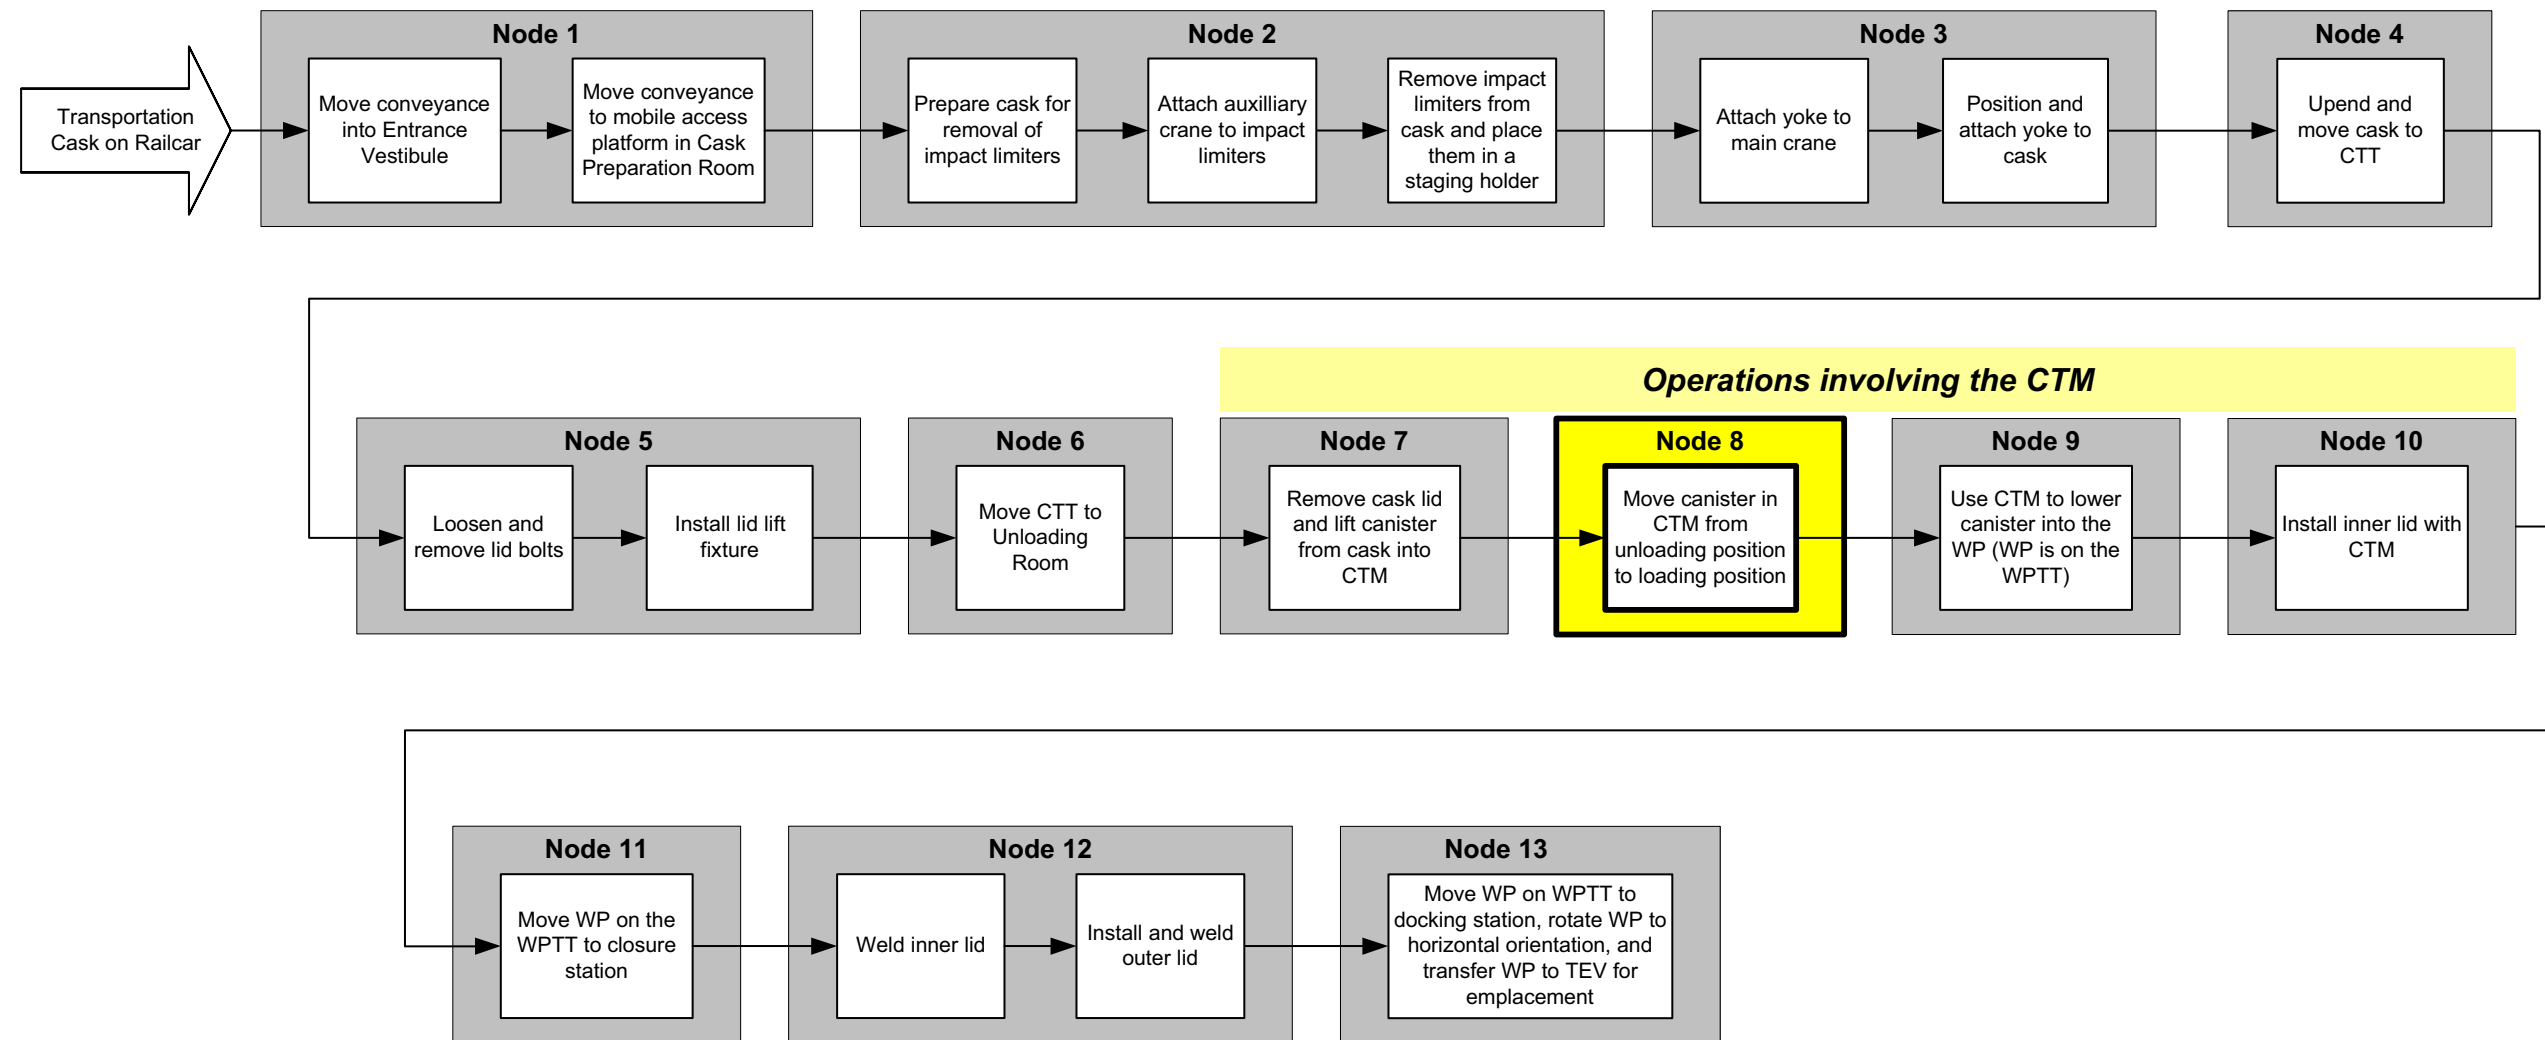 Transportation
Cask on Railcar
Node 1
Move conveyance
into Entrance
Vestibule
Move conveyance
to mobile access
platform in Cask
Preparation Room
Node 2
Prepare cask for
removal of
impact limiters
Attach auxilliary
crane to impact
limiters
Remove impact
limiters from
cask and place
them in a
staging holder
Node 3
Attach yoke to
main crane
Position and
attach yoke to
cask
Node 4
Upend and
move cask to
CTT
Operations involving the CTM
Node 5
Loosen and
remove lid bolts
Install lid lift
fixture
Node 6
Move CTT to
Unloading
Room
Node 7
Remove cask lid
and lift canister
from cask into
CTM
Node 8
Move canister in
CTM from
unloading position
to loading position
Node 9
Use CTM to lower
canister into the
WP (WP is on the
WPTT)
Node 10
Install inner lid with
CTM
Node 11
Move WP on the
WPTT to closure
station
Node 12
Weld inner lid
Install and weld
outer lid
Node 13
Move WP on WPTT to
docking station, rotate WP to
horizontal orientation, and
transfer WP to TEV for
emplacement